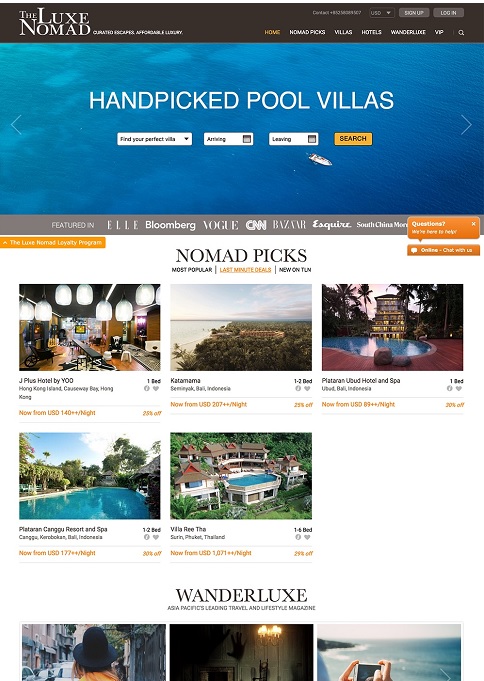 THE LUXE NOMAD
CURATED ESCAPES. AFFORDABLE LUXURY.
USD
SIGN UP
LOG IN
HOME
NOMAD PICKS
VILLAS
HOTELS
WANDERLUXE
VIP
HANDPICKED POOL VILLAS
Find your perfect villa
Arriving
Leaving
SEARCH
FEATURED IN
ELLE
Bloomberg
VOGUE
CNN
BAZAAR
Esquire
South China Mor
Questions?
We're here to help!
Online - Chat with us
The Luxe Nomad Loyalty Program
NOMAD PICKS
MOST POPULAR | LAST MINUTE DEALS | NEW ON TLN
J Plus Hotel by YOO
1 Bed
Hong Kong Island, Causeway Bay, Hong
Kong
Now from USD 140++/Night
25% off
Katamama
1-2 Bed
Seminyak, Bali, Indonesia
Now from USD 207++/Night
25% off
Plataran Ubud Hotel and Spa
1 Bed
Ubud, Bali, Indonesia
Now from USD 89++/Night
30% off
Plataran Canggu Resort and Spa
1-2 Bed
Canggu, Kerobokan, Bali, Indonesia
Now from USD 177++/Night
30% off
Villa Ree Tha
1-6 Bed
Surin, Phuket, Thailand
Now from USD 1,071++/Night
29% off
WANDERLUXE
ASIA PACIFIC'S LEADING TRAVEL AND LIFESTYLE MAGAZINE